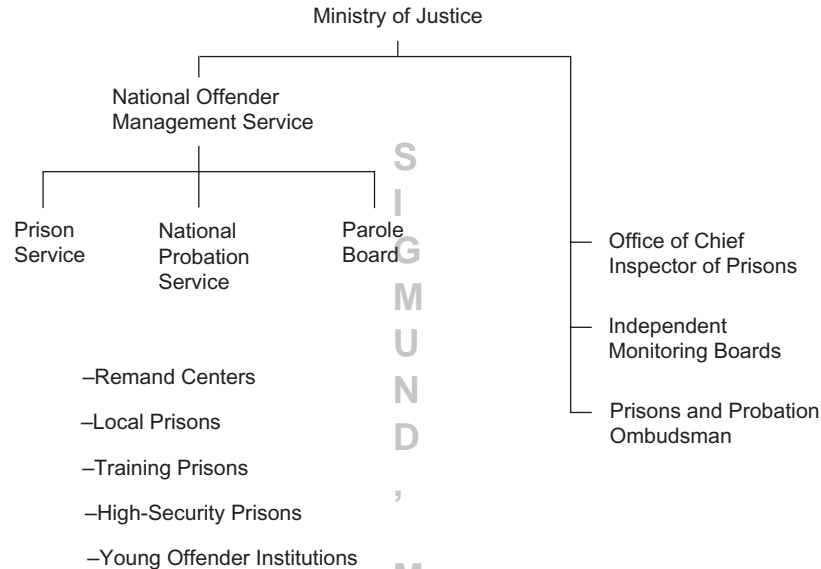 Ministry of Justice
National Offender
Management Service
Prison
Service
National
Probation
Service
Parole
Board
Office of Chief
Inspector of Prisons
Independent
Monitoring Boards
Prisons and Probation
Ombudsman
–Remand Centers
–Local Prisons
–Training Prisons
–High-Security Prisons
–Young Offender Institutions
S
I
G
M
U
N
D
,